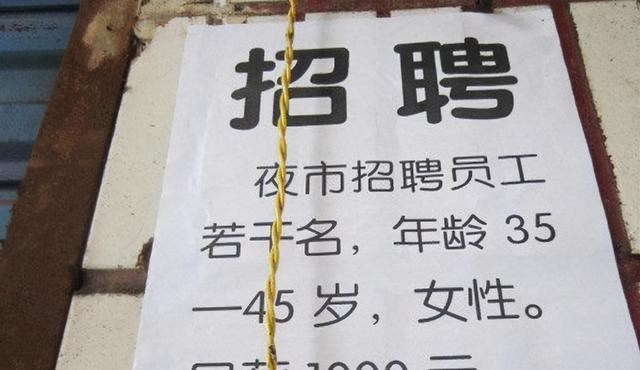 招聘
夜市招聘员工
若干名，年龄 35
—45 岁，女性。